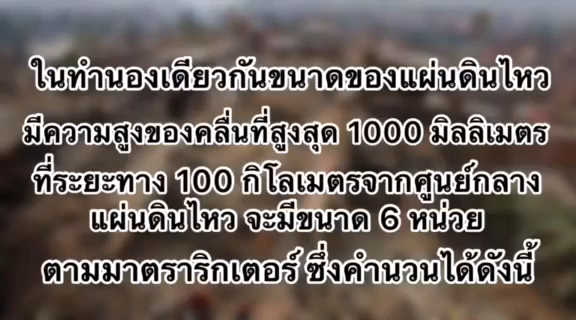 ในทำนองเดียวกันขนาดของแผ่นดินไหว
มีความสูงของคลื่นที่สูงสุด 1000 มิลลิเมตร
ที่ระยะทาง 100 กิโลเมตรจากศูนย์กลาง
แผ่นดินไหว จะมีขนาด 6 หน่วย
ตามมาตราริกเตอร์ ซึ่งคำนวนได้ดังนี้